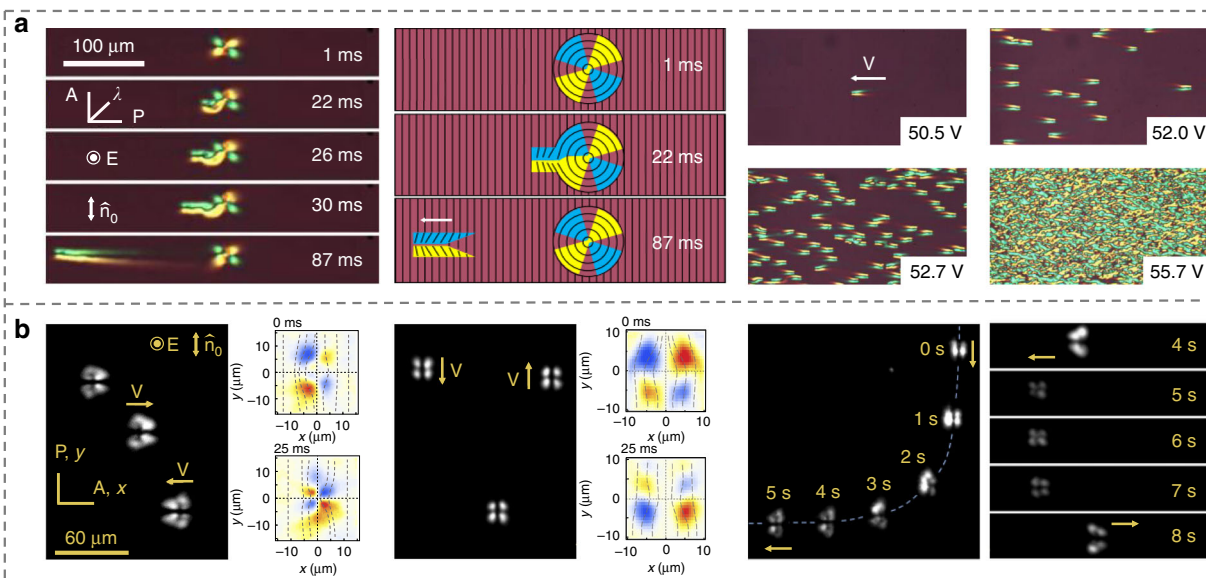 a
100 μm
1 ms
A
λ
P
22 ms
E
26 ms
n̂₀
30 ms
87 ms
1 ms
22 ms
87 ms
V
50.5 V
52.0 V
52.7 V
55.7 V
b
E n̂₀
V
P, y
A, x
V
60 μm
0 ms
10
0
−10
y (μm)
−10 0 10
x (μm)
25 ms
10
0
−10
y (μm)
−10 0 10
x (μm)
V V
0 ms
10
0
−10
y (μm)
−10 0 10
x (μm)
25 ms
10
0
−10
y (μm)
−10 0 10
x (μm)
0 s
1 s
2 s
3 s
4 s
5 s
4 s
5 s
6 s
7 s
8 s